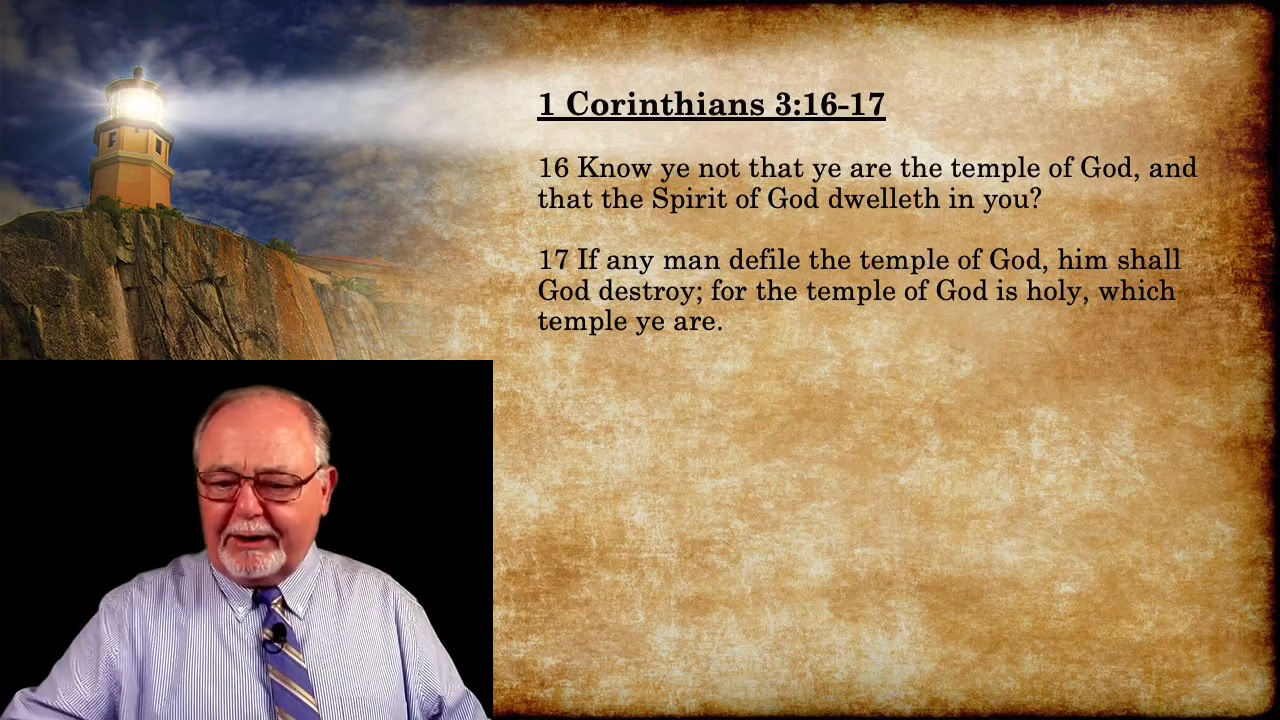 1 Corinthians 3:16-17
16 Know ye not that ye are the temple of God, and
that the Spirit of God dwelleth in you?
17 If any man defile the temple of God, him shall
God destroy; for the temple of God is holy, which
temple ye are.